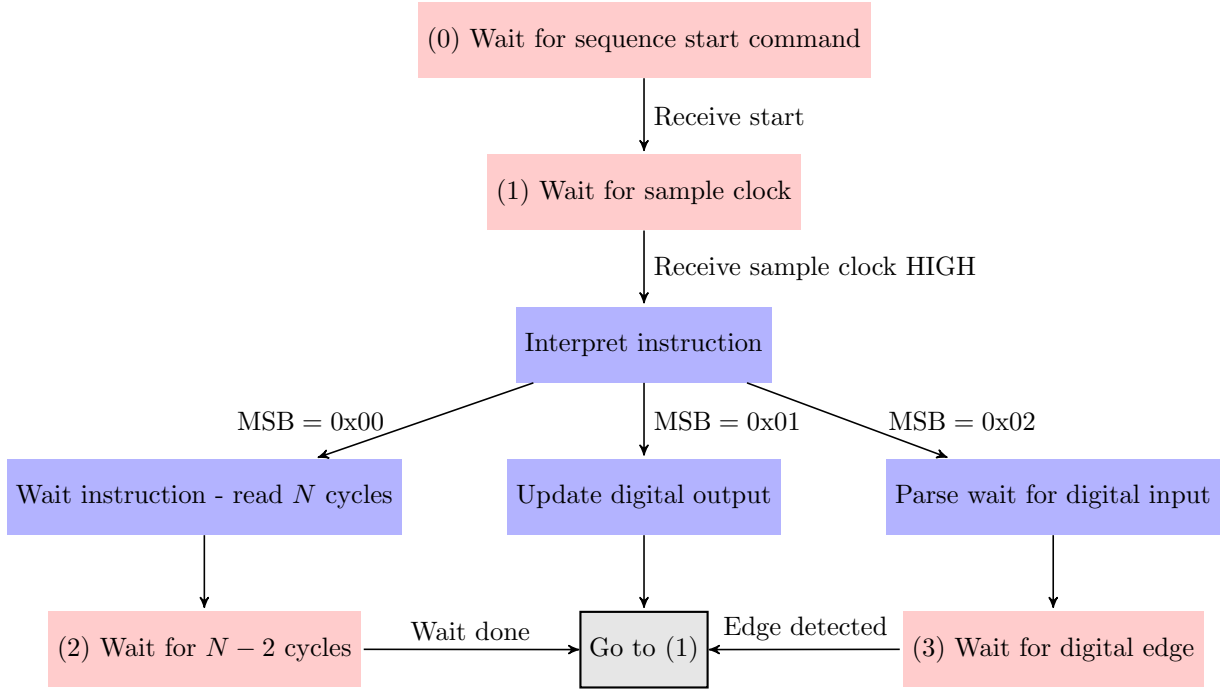 (0) Wait for sequence start command
Receive start
(1) Wait for sample clock
Receive sample clock HIGH
Interpret instruction
MSB = 0x00
MSB = 0x01
MSB = 0x02
Wait instruction - read N cycles
Update digital output
Parse wait for digital input
(2) Wait for N − 2 cycles
Wait done
Go to (1)
Edge detected
(3) Wait for digital edge